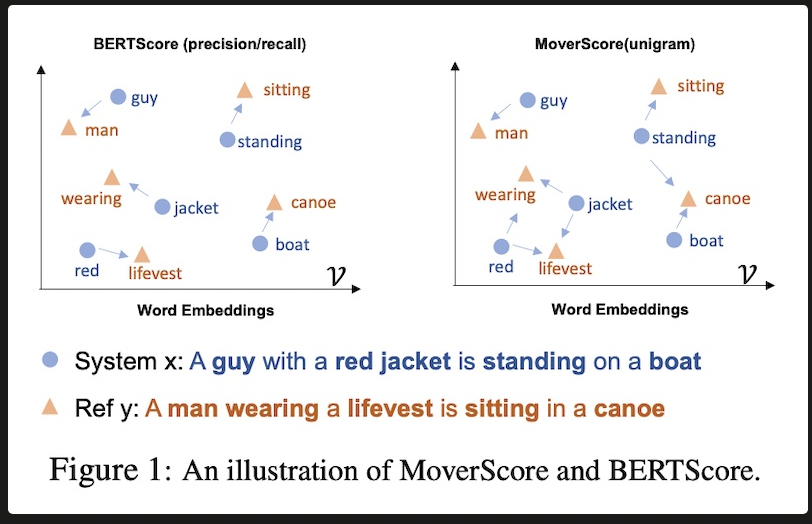 BERTScore (precision/recall)
guy
man
sitting
standing
wearing
jacket
canoe
boat
red
lifevest
𝒱
Word Embeddings
MoverScore(unigram)
guy
man
sitting
standing
wearing
jacket
canoe
boat
red
lifevest
𝒱
Word Embeddings
System x: A guy with a red jacket is standing on a boat
Ref y: A man wearing a lifevest is sitting in a canoe
Figure 1: An illustration of MoverScore and BERTScore.